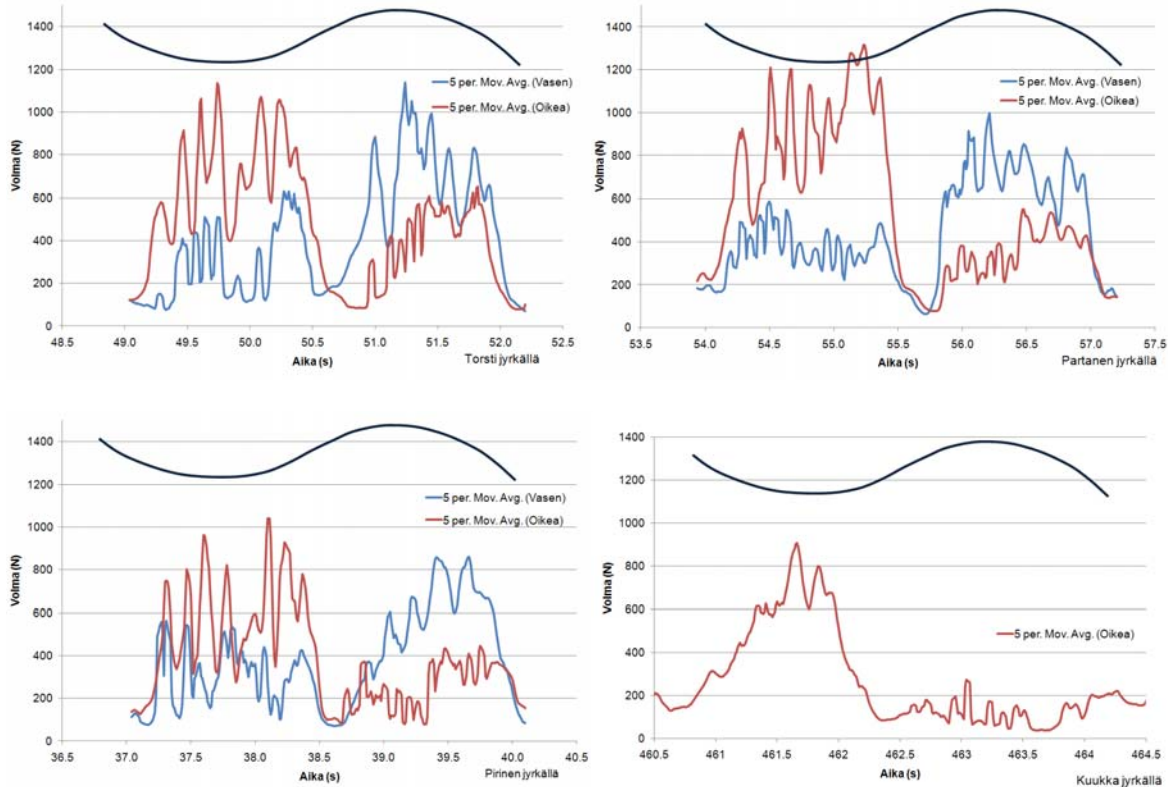 1400
1200
1000
800
600
400
200
0
Voima (N)
5 per. Mov. Avg. (Vasen)
5 per. Mov. Avg. (Oikea)
48.5 49.0 49.5 50.0 50.5 51.0 51.5 52.0 52.5
Aika (s)
Torsti jyrkällä
1400
1200
1000
800
600
400
200
0
Voima (N)
5 per. Mov. Avg. (Vasen)
5 per. Mov. Avg. (Oikea)
53.5 54.0 54.5 55.0 55.5 56.0 56.5 57.0 57.5
Aika (s)
Partanen jyrkällä
1400
1200
1000
800
600
400
200
0
Voima (N)
5 per. Mov. Avg. (Vasen)
5 per. Mov. Avg. (Oikea)
36.5 37.0 37.5 38.0 38.5 39.0 39.5 40.0 40.5
Aika (s)
Pirinen jyrkällä
1400
1200
1000
800
600
400
200
0
Voima (N)
5 per. Mov. Avg. (Oikea)
460.5 461 461.5 462 462.5 463 463.5 464 464.5
Aika (s)
Kuukka jyrkällä